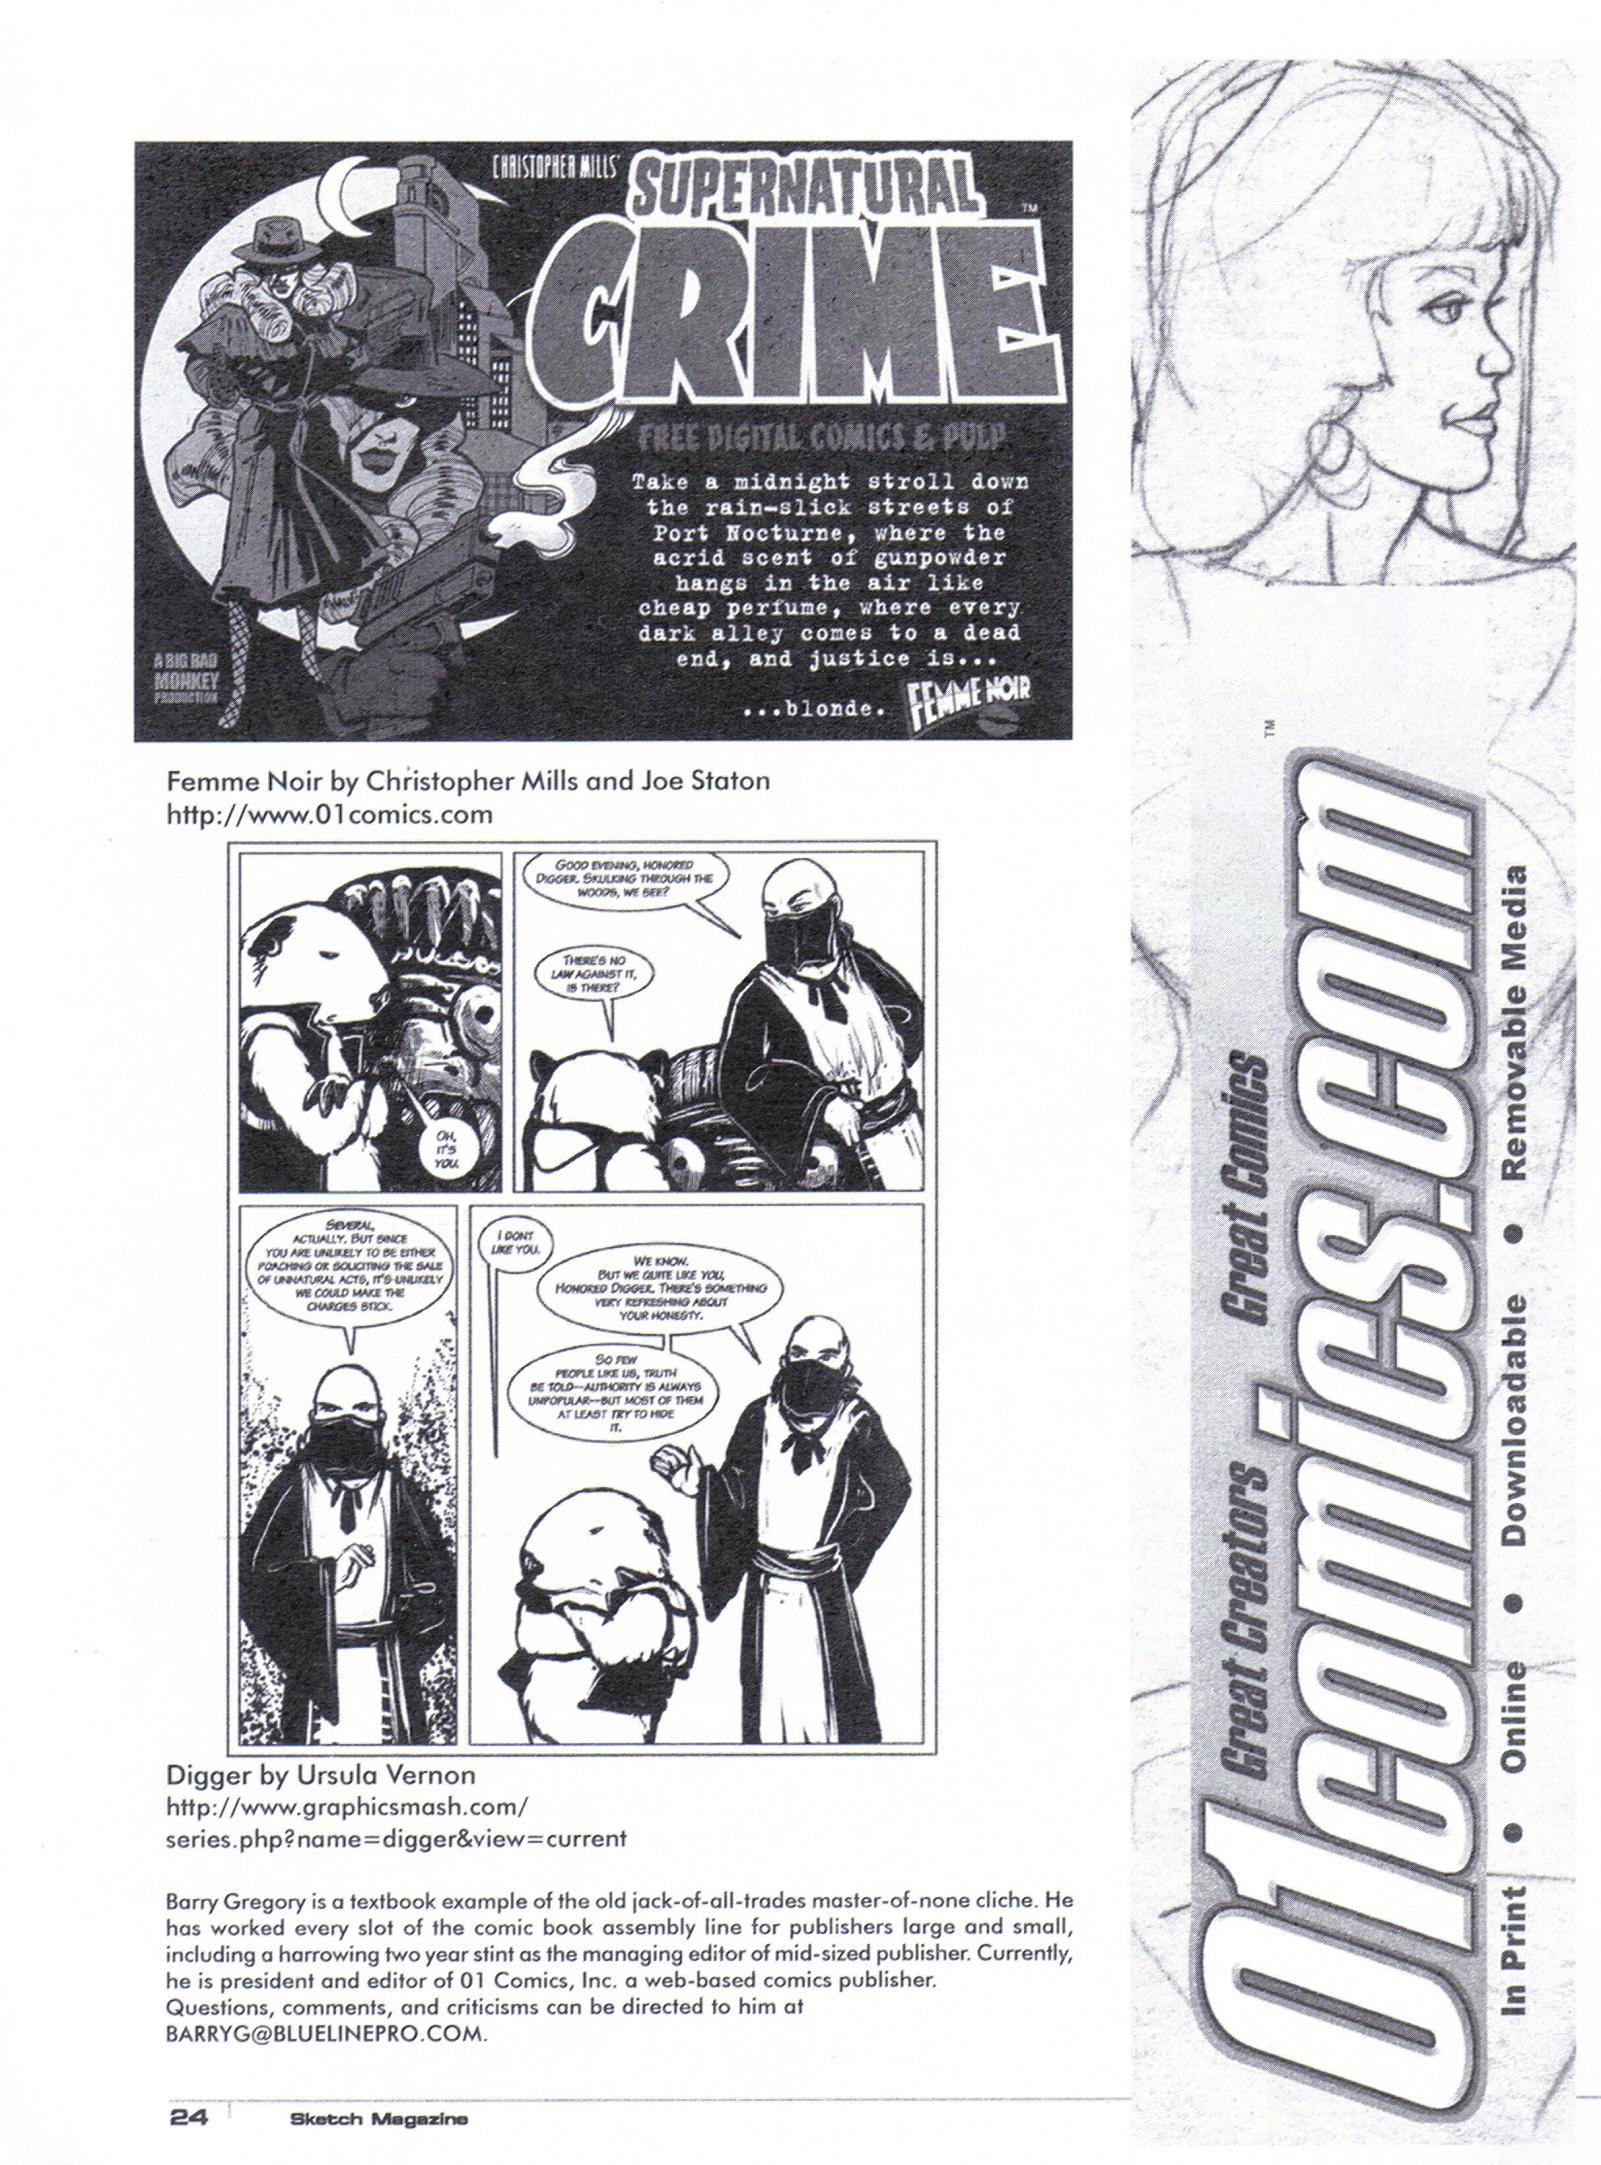 CHRISTOPHER MILLS'
SUPERNATURAL
CRIME
™
FREE DIGITAL COMICS & PULP
Take a midnight stroll down
the rain-slick streets of
Port Nocturne, where the
acrid scent of gunpowder
hangs in the air like
cheap perfume, where every
dark alley comes to a dead
end, and justice is...
...blonde.
FEMME NOIR
A BIG BAD
MONKEY
PRODUCTION
Femme Noir by Christopher Mills and Joe Staton
http://www.01comics.com
OH,
IT'S
YOU.
GOOD EVENING, HONORED
DIGGER. SKULKING THROUGH THE
WOODS, WE SEE?
THERE'S NO
LAW AGAINST IT,
IS THERE?
SEVERAL,
ACTUALLY. BUT SINCE
YOU ARE UNLIKELY TO BE EITHER
POACHING OR SOLICITING THE SALE
OF UNNATURAL ACTS, IT'S UNLIKELY
WE COULD MAKE THE
CHARGES STICK.
I DON'T
LIKE YOU.
WE KNOW.
BUT WE QUITE LIKE YOU,
HONORED DIGGER. THERE'S SOMETHING
VERY REFRESHING ABOUT
YOUR HONESTY.
SO FEW
PEOPLE LIKE US, TRUTH
BE TOLD--AUTHORITY IS ALWAYS
UNPOPULAR--BUT MOST OF THEM
AT LEAST TRY TO HIDE
IT.
Digger by Ursula Vernon
http://www.graphicsmash.com/
series.php?name=digger&view=current
Barry Gregory is a textbook example of the old jack-of-all-trades master-of-none cliche. He
has worked every slot of the comic book assembly line for publishers large and small,
including a harrowing two year stint as the managing editor of mid-sized publisher. Currently,
he is president and editor of 01 Comics, Inc. a web-based comics publisher.
Questions, comments, and criticisms can be directed to him at
BARRYG@BLUELINEPRO.COM.
24 Sketch Magazine
Great Creators Great Comics
01comics.com
™
In Print • Online • Downloadable • Removable Media